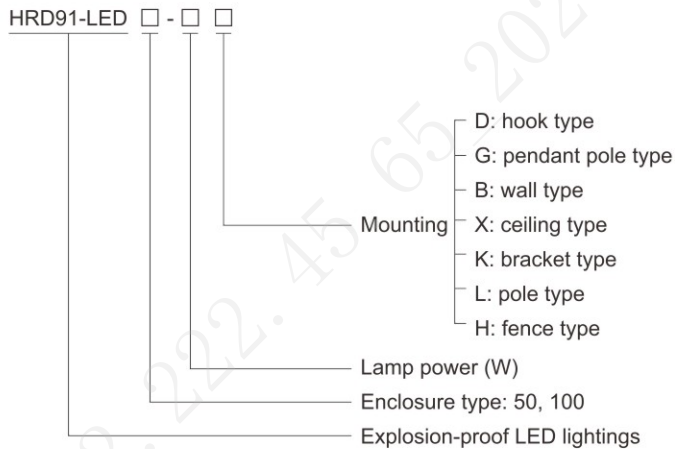 HRD91-LED □ - □ □
D: hook type
G: pendant pole type
B: wall type
Mounting X: ceiling type
K: bracket type
L: pole type
H: fence type
Lamp power (W)
Enclosure type: 50, 100
Explosion-proof LED lightings